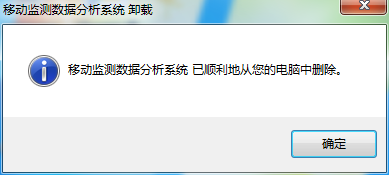 移动监测数据分析系统 卸载
移动监测数据分析系统 已顺利地从您的电脑中删除。
确定